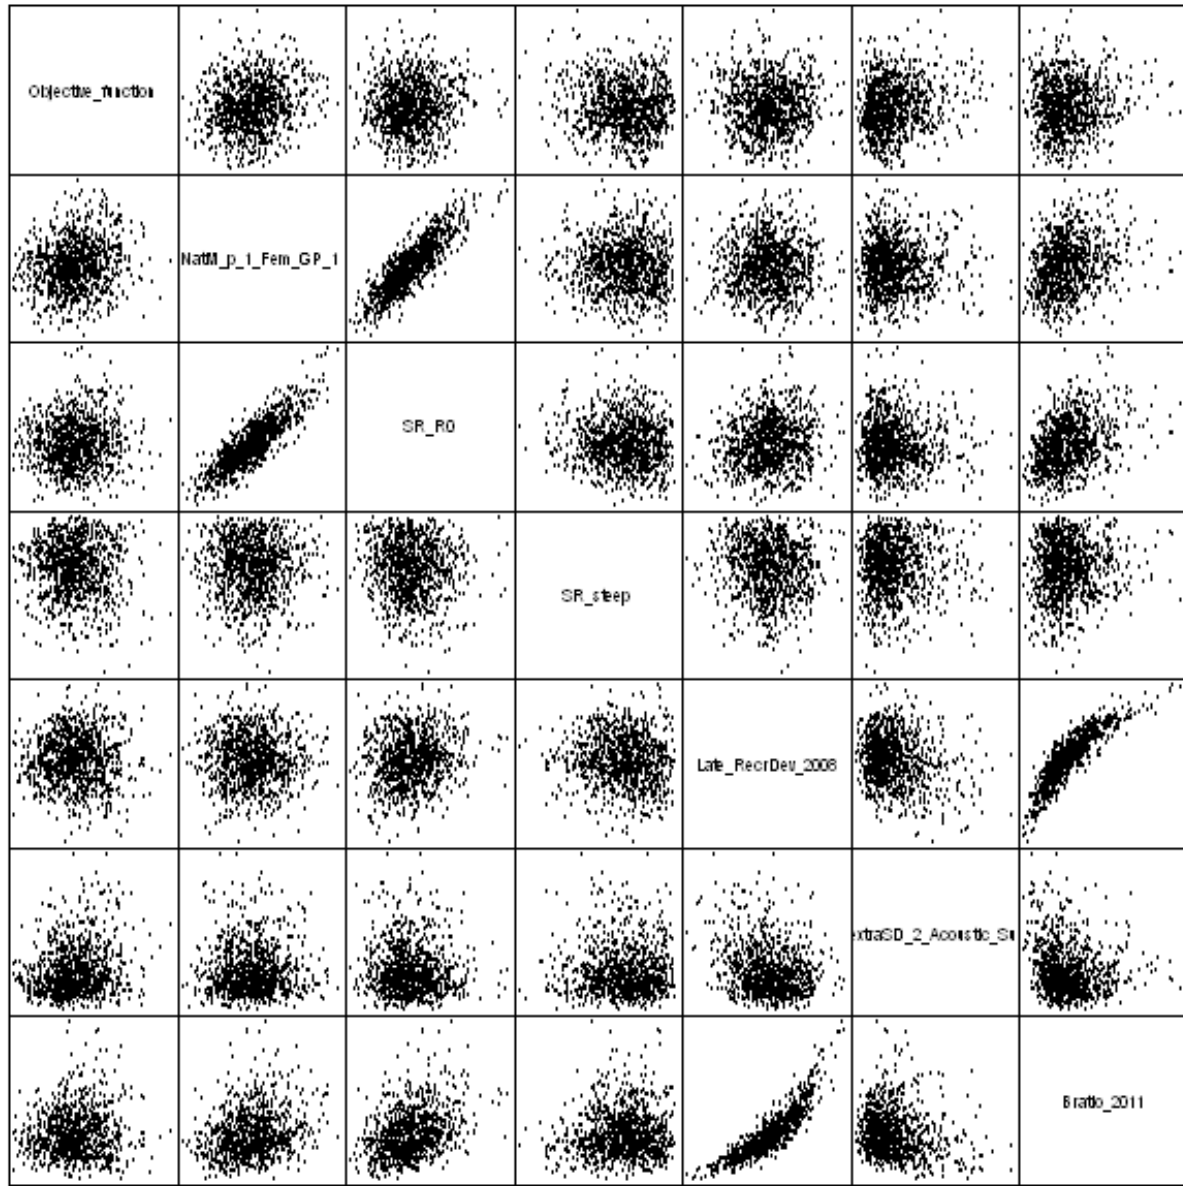 Objective_function
NatM_p_1_Fem_GP_1
SR_R0
SR_steep
Late_RecrDev_2008
extraSD_2_Acoustic_Su
Bratio_2011